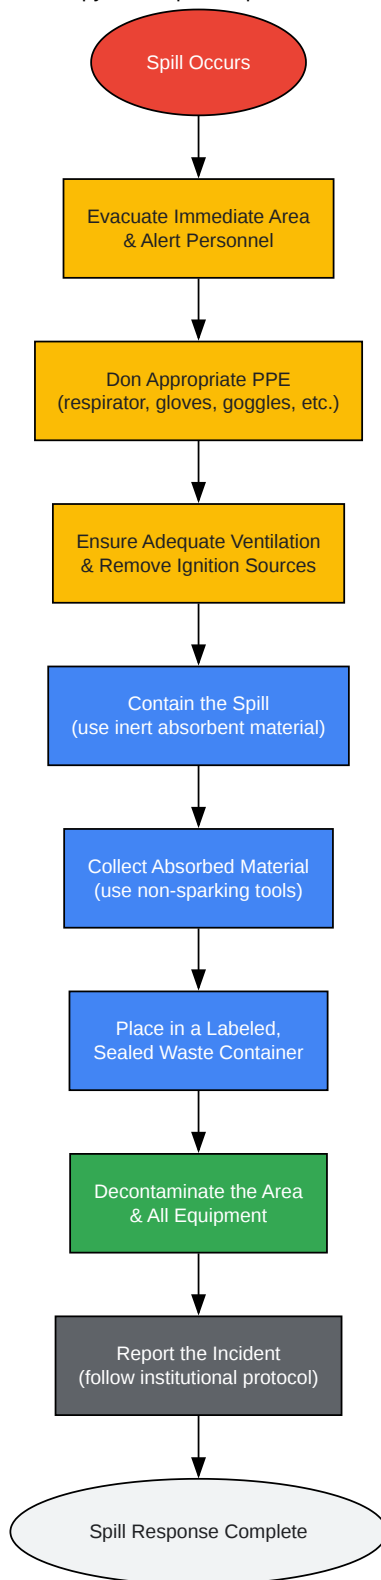 Spill Occurs
Evacuate Immediate Area
& Alert Personnel
Don Appropriate PPE
(respirator, gloves, goggles, etc.)
Ensure Adequate Ventilation
& Remove Ignition Sources
Contain the Spill
(use inert absorbent material)
Collect Absorbed Material
(use non-sparking tools)
Place in a Labeled,
Sealed Waste Container
Decontaminate the Area
& All Equipment
Report the Incident
(follow institutional protocol)
Spill Response Complete